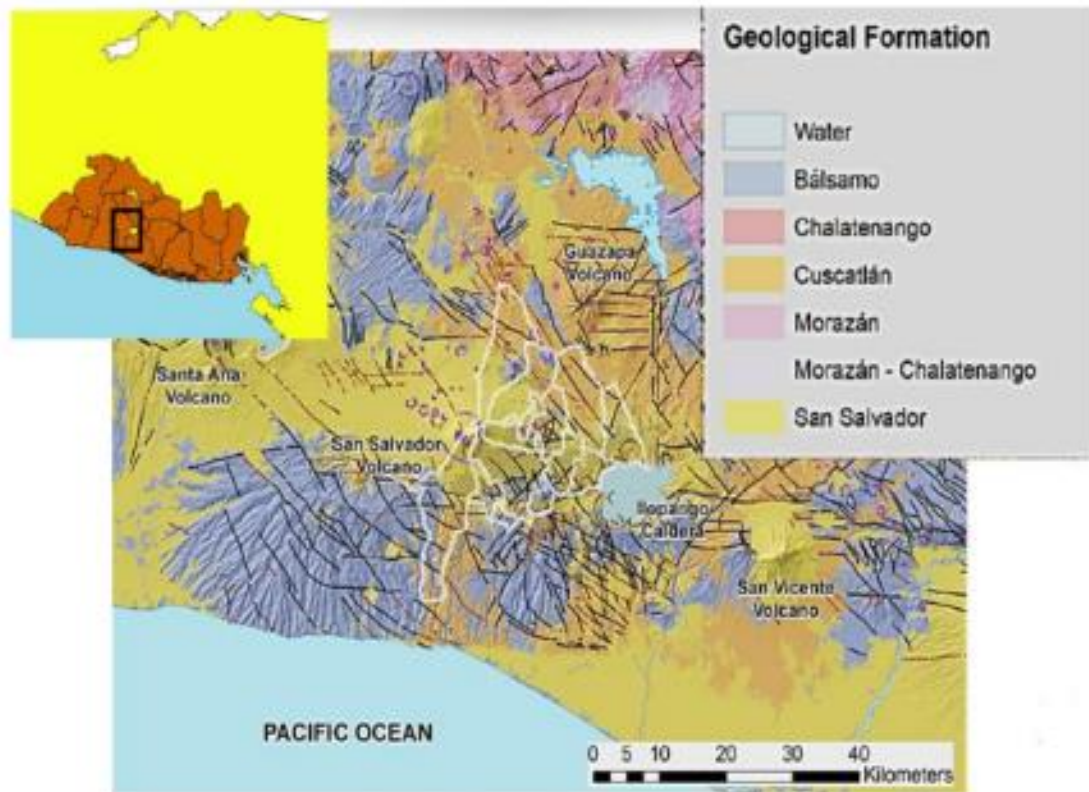 Geological Formation
Water
Bálsamo
Chalatenango
Cuscatlán
Morazán
Morazán - Chalatenango
San Salvador
Guazapa
Volcano
Santa Ana
Volcano
San Salvador
Volcano
Ilopango
Caldera
San Vicente
Volcano
PACIFIC OCEAN
0 5 10 20 30 40
Kilometers